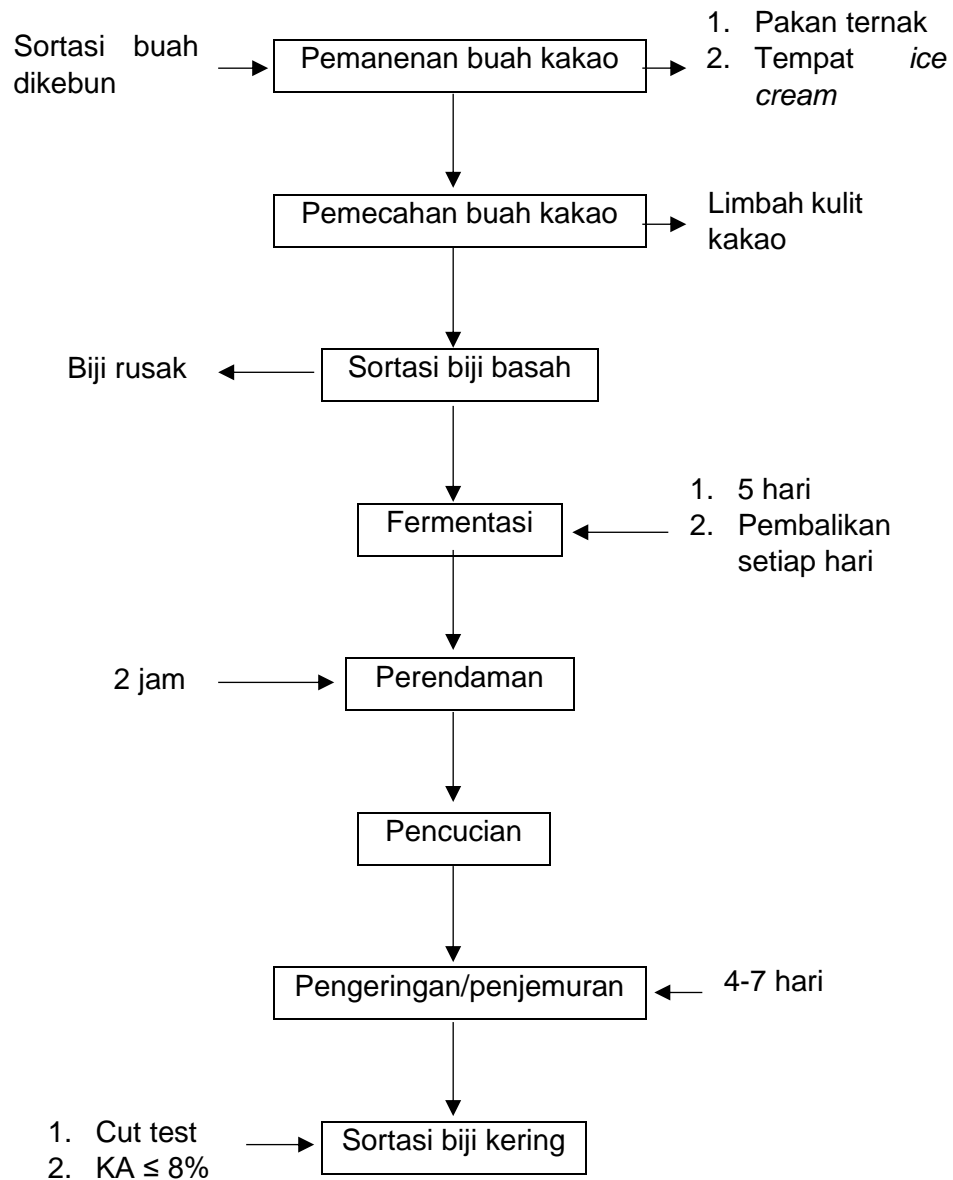 Sortasi buah
dikebun
Pemanenan buah kakao
1. Pakan ternak
2. Tempat ice
cream
Pemecahan buah kakao
Limbah kulit
kakao
Biji rusak
Sortasi biji basah
Fermentasi
1. 5 hari
2. Pembalikan
setiap hari
2 jam
Perendaman
Pencucian
Pengeringan/penjemuran
4-7 hari
1. Cut test
2. KA ≤ 8%
Sortasi biji kering